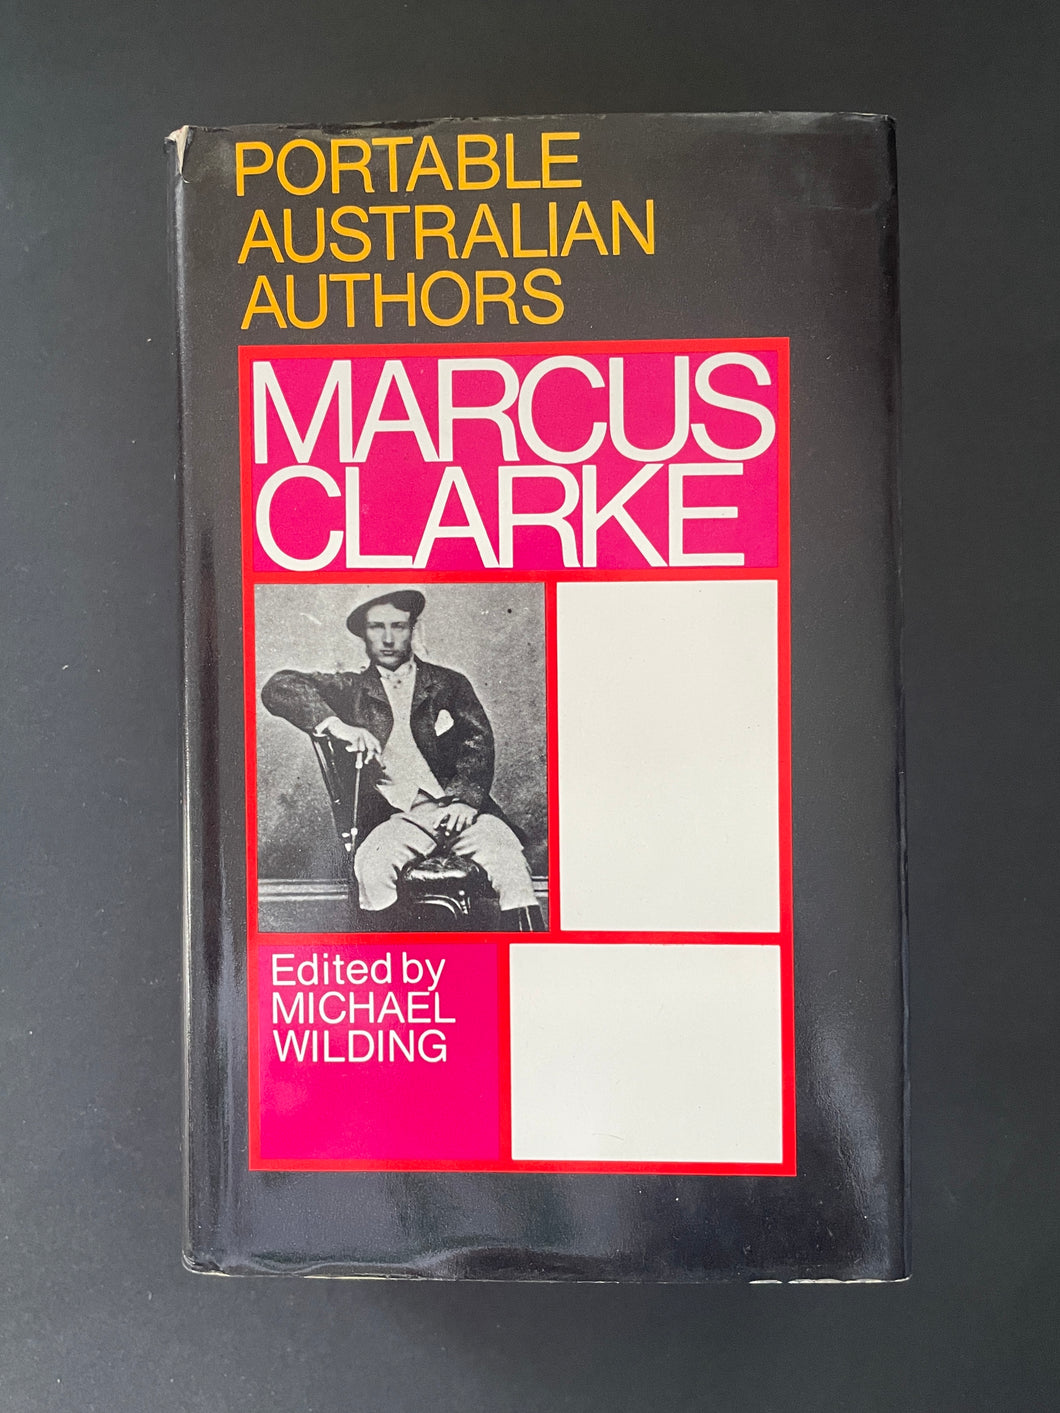 PORTABLE
AUSTRALIAN
AUTHORS
MARCUS
CLARKE
Edited by
MICHAEL
WILDING